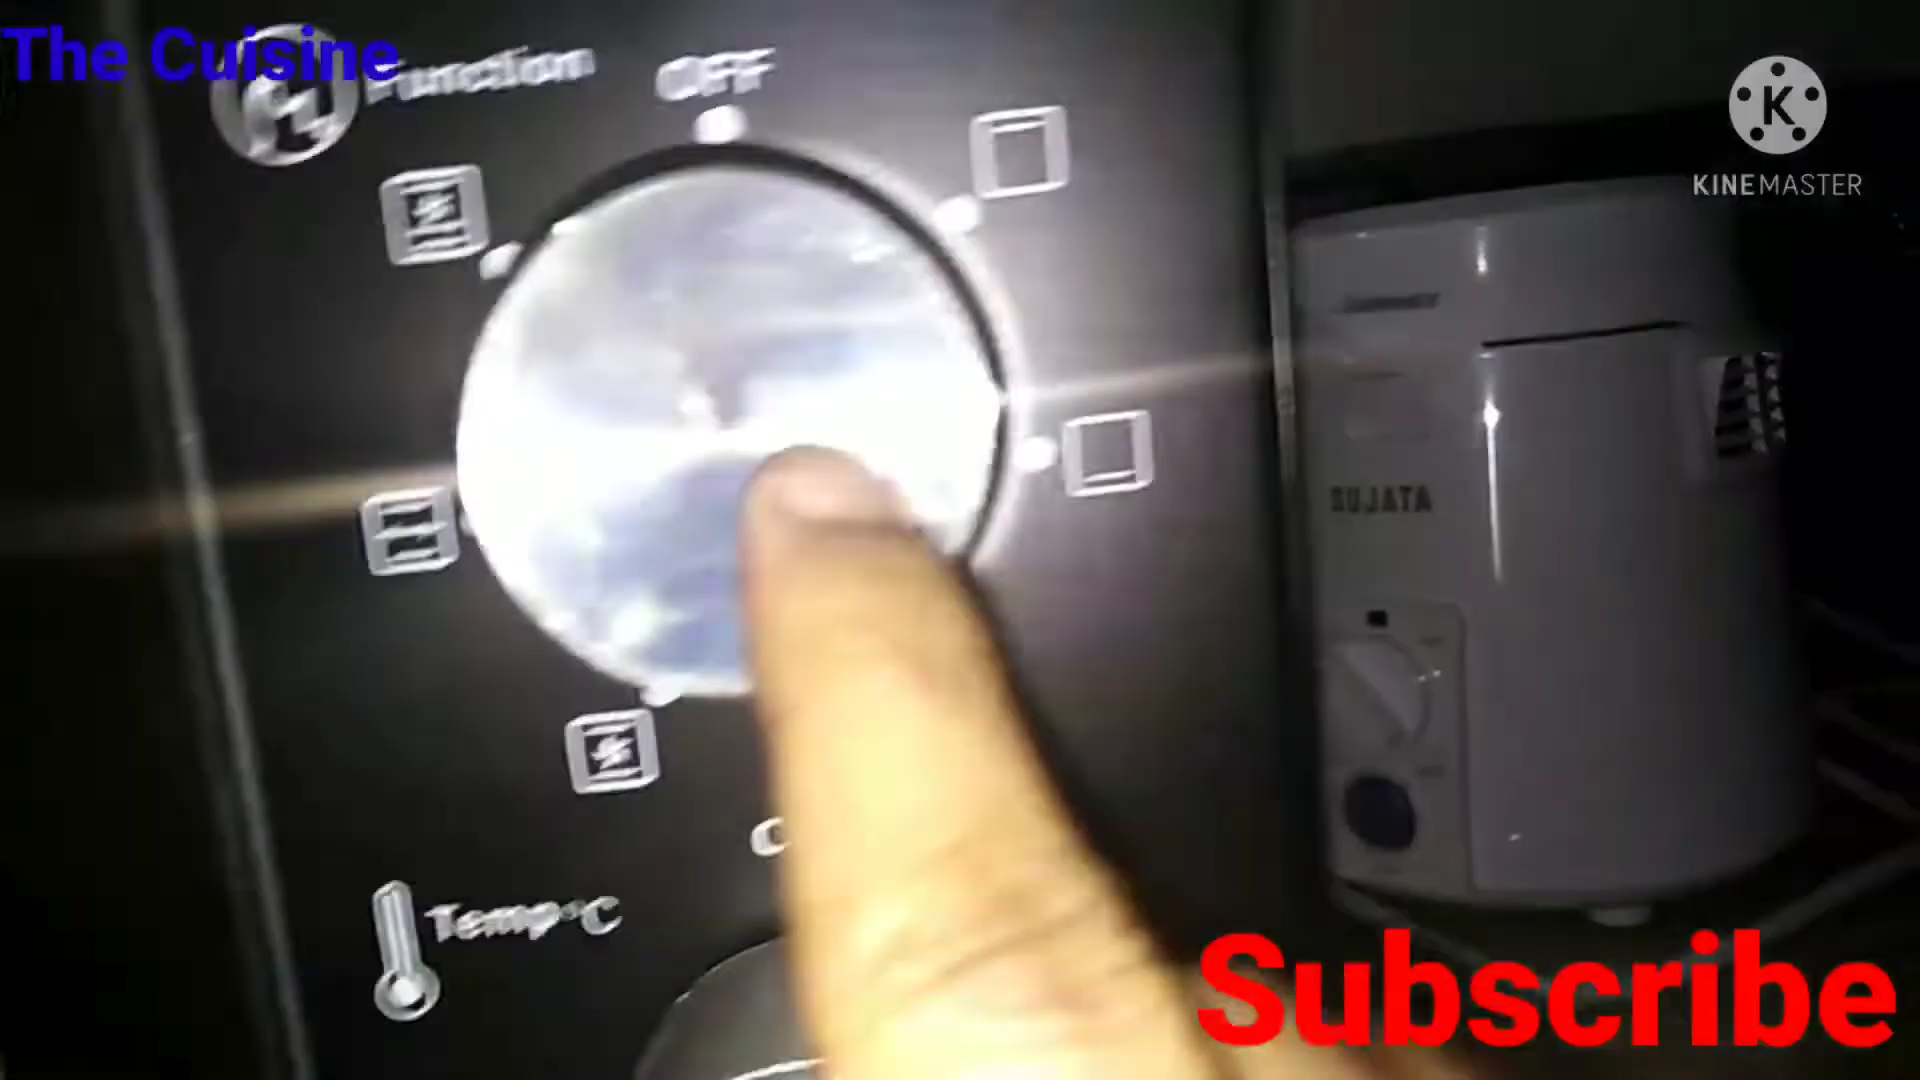 The Cuisine
Function
OFF
K
KINEMASTER
SUJATA
Temp°C
Subscribe